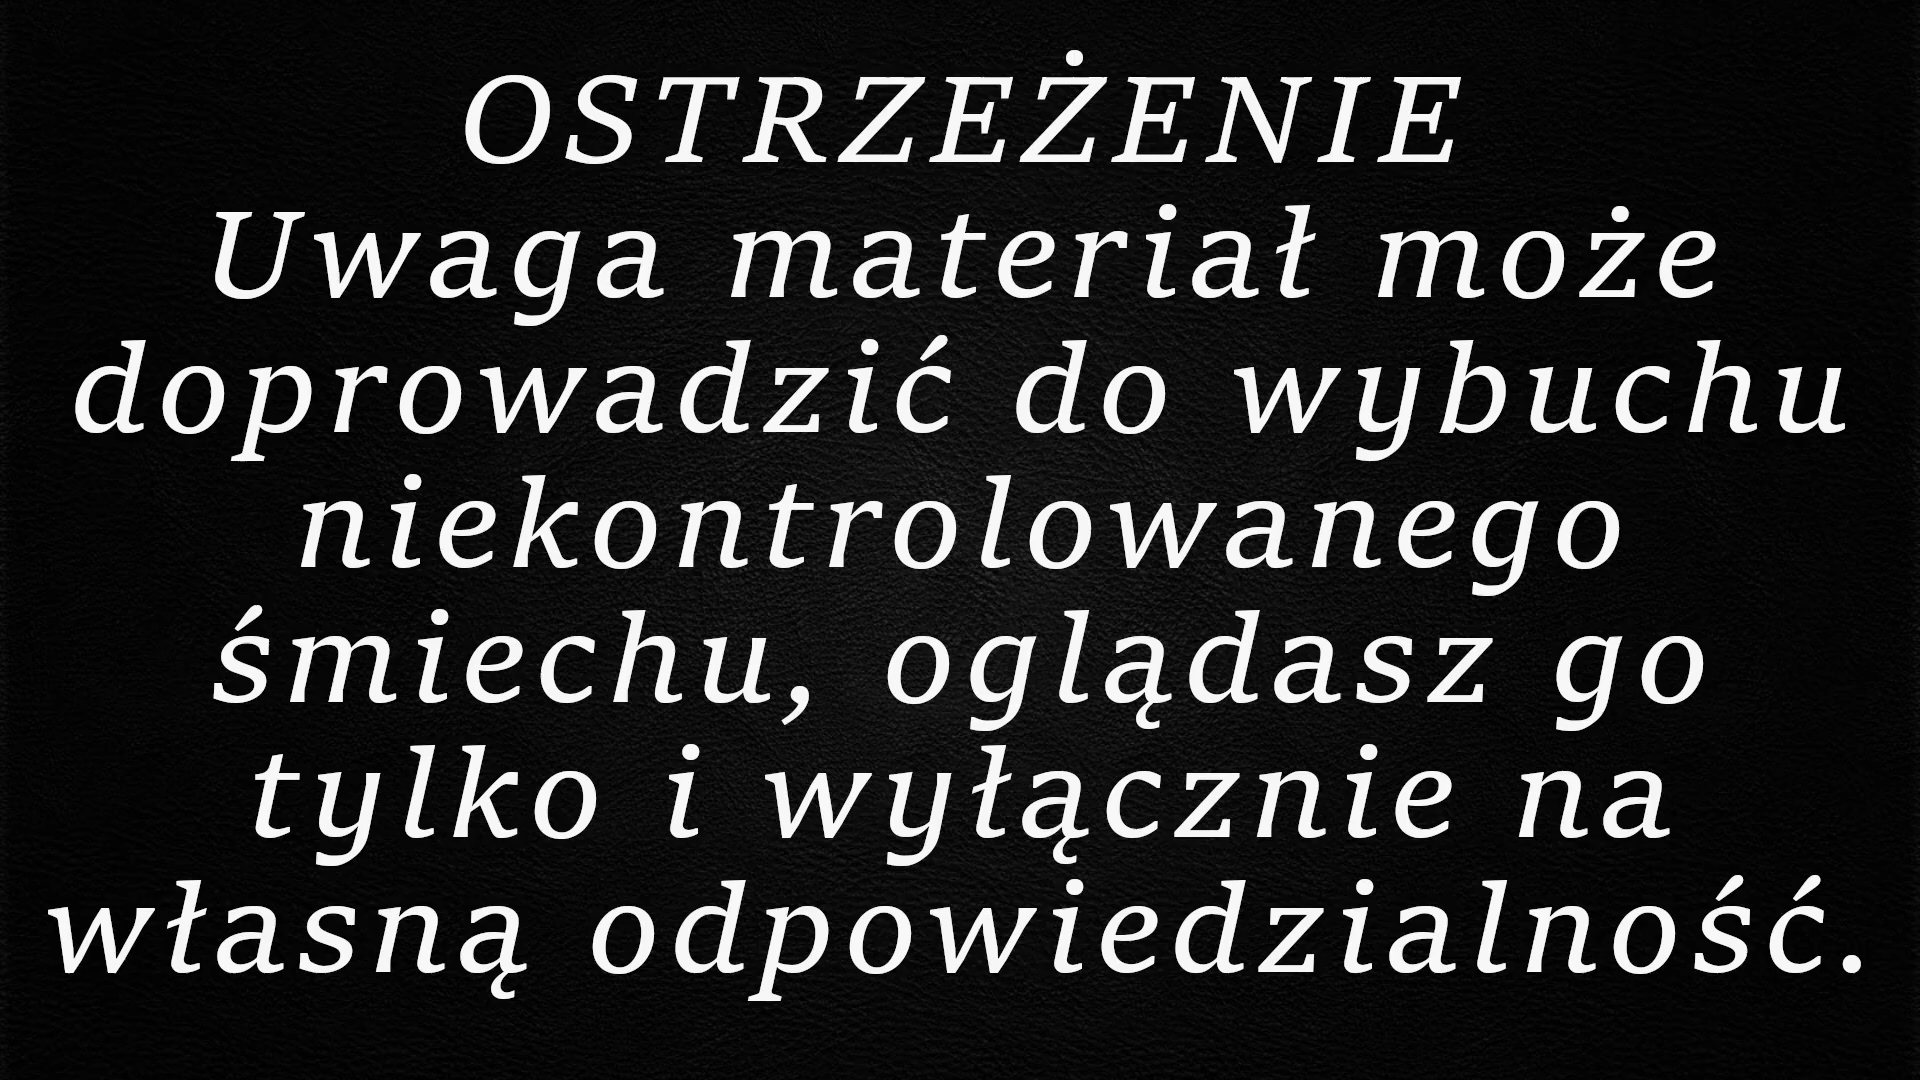 OSTRZEŻENIE
Uwaga materiał może
doprowadzić do wybuchu
niekontrolowanego
śmiechu, oglądasz go
tylko i wyłącznie na
własną odpowiedzialność.